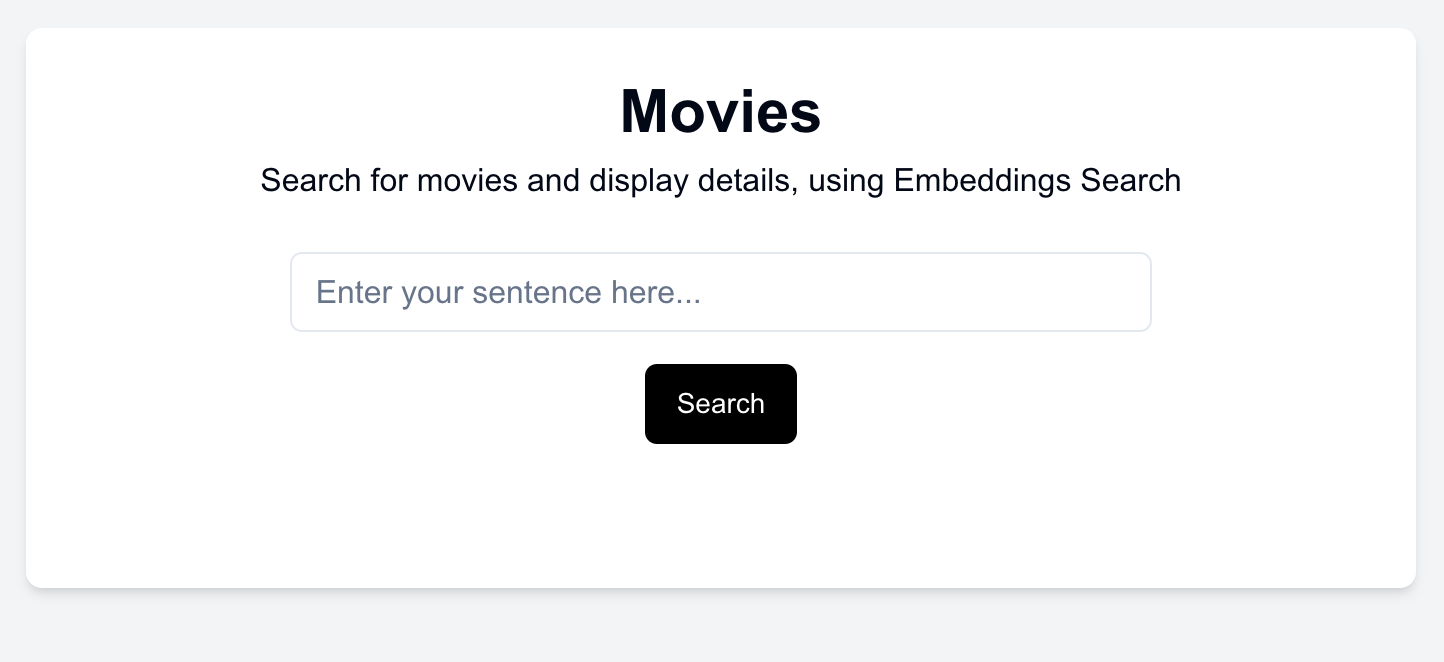 Movies
Search for movies and display details, using Embeddings Search
Enter your sentence here...
Search